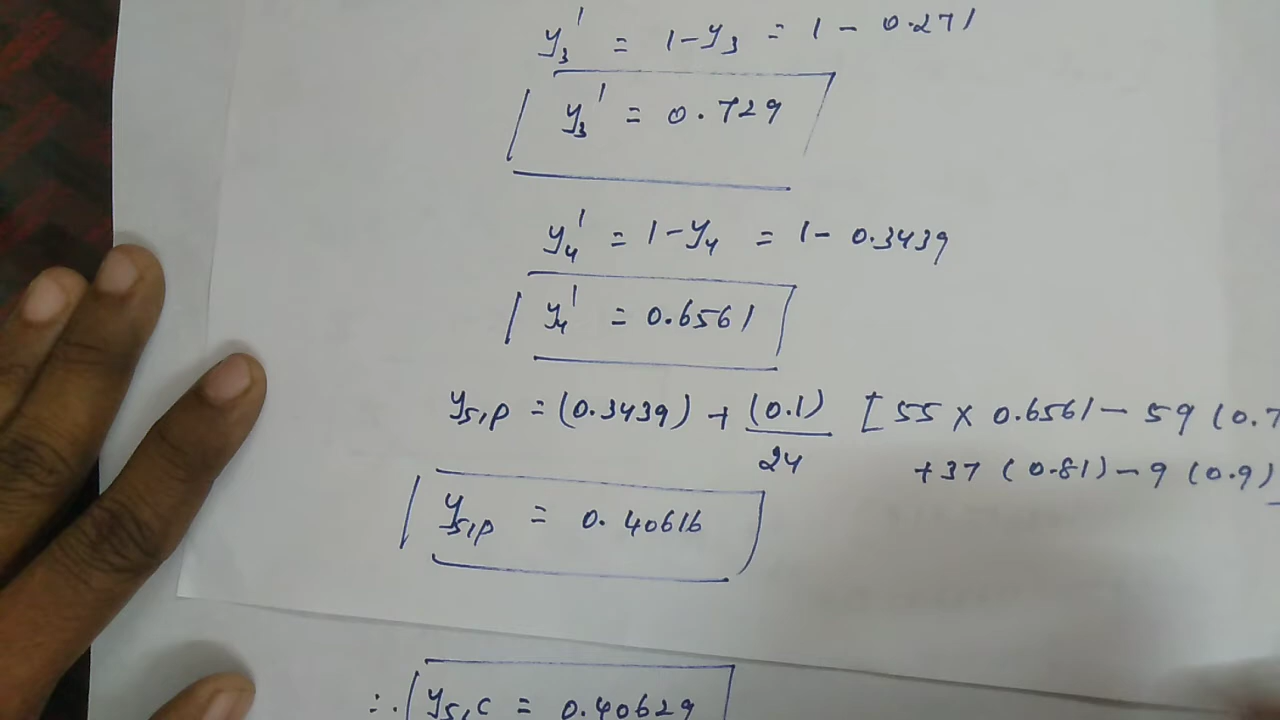 y₃' = 1-y₃ = 1 - 0.271
y₃' = 0.729
y₄' = 1-y₄ = 1- 0.3439
y₄' = 0.6561
y₅,p = (0.3439) + (0.1)/24 [55 × 0.6561 - 59 (0.7
+37 (0.81) - 9 (0.9)
y₅,p = 0.40616
∴ y₅,c = 0.40629